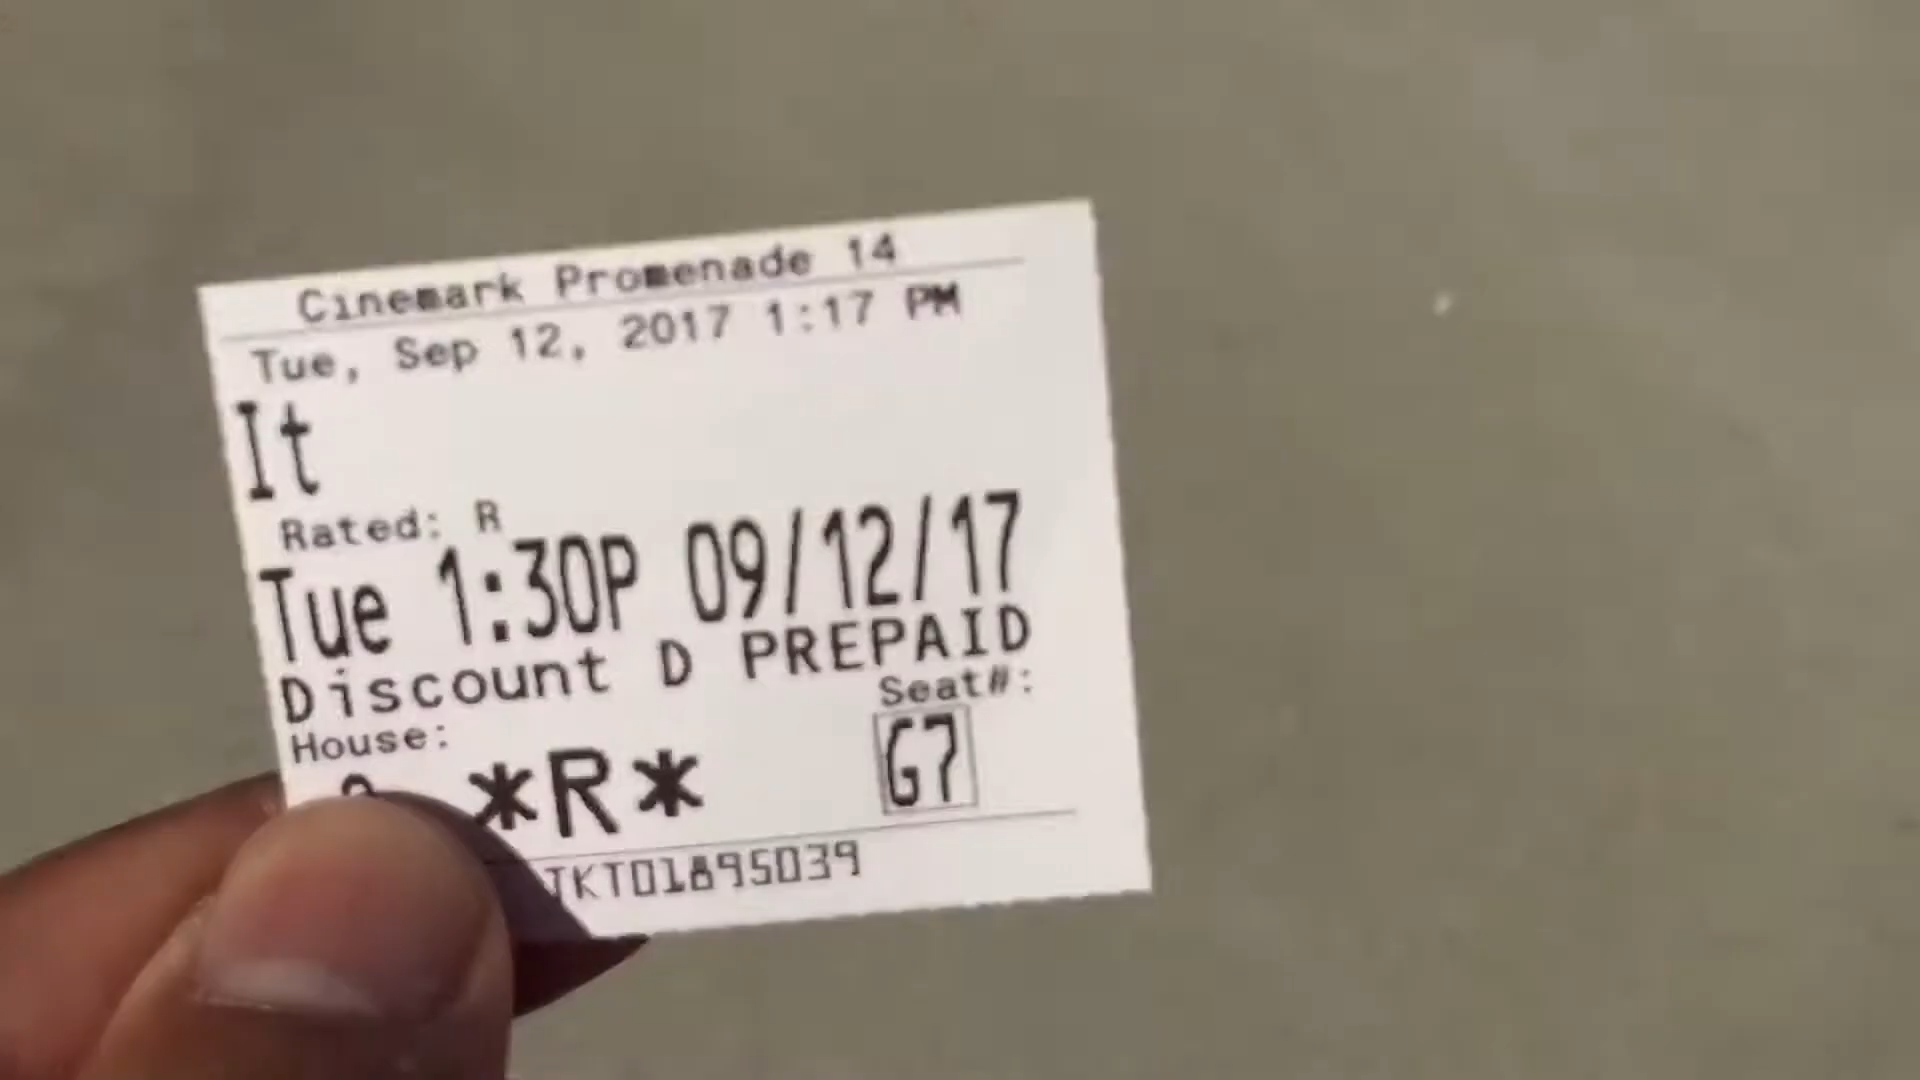 Cinemark Promenade 14
Tue, Sep 12, 2017 1:17 PM
It
Rated: R
Tue 1:30P 09/12/17
Discount D PREPAID
House: Seat#:
*R* G7
TKT01895039